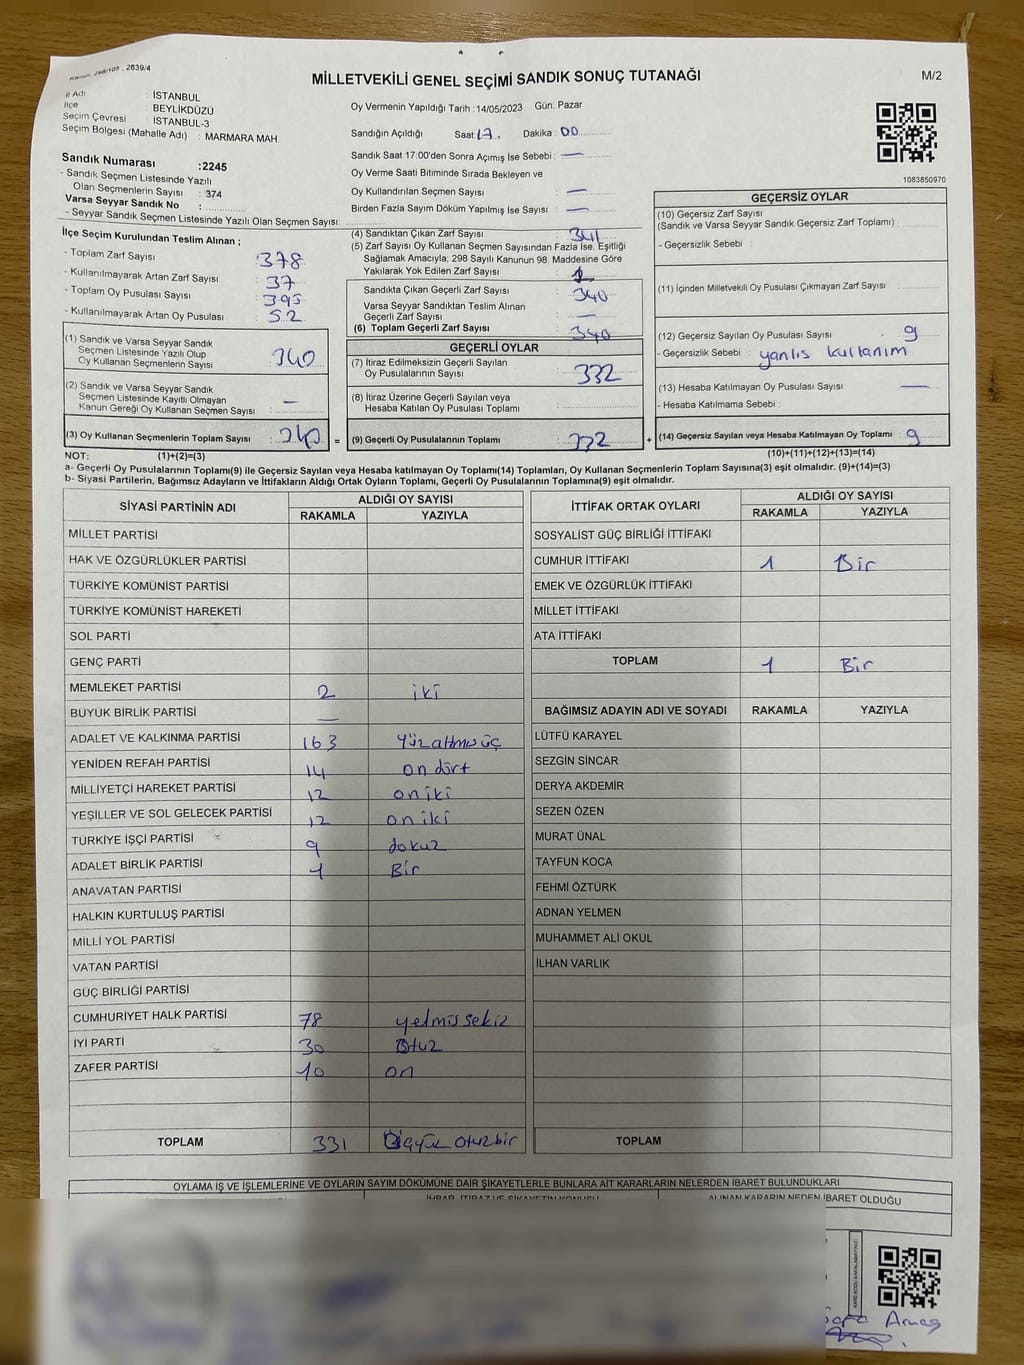 Kanun: 298/105 , 2839/4
MİLLETVEKİLİ GENEL SEÇİMİ SANDIK SONUÇ TUTANAĞI
M/2
İl Adı : İSTANBUL
İlçe : BEYLİKDÜZÜ
Seçim Çevresi : İSTANBUL-3
Seçim Bölgesi (Mahalle Adı) : MARMARA MAH.
Sandık Numarası :2245
- Sandık Seçmen Listesinde Yazılı
Olan Seçmenlerin Sayısı : 374
Varsa Seyyar Sandık No :
- Seyyar Sandık Seçmen Listesinde Yazılı Olan Seçmen Sayısı:
Oy Vermenin Yapıldığı Tarih : 14/05/2023 Gün: Pazar
Sandığın Açıldığı Saat: 17. Dakika : 00
Sandık Saat 17:00'den Sonra Açımış İse Sebebi : —
Oy Verme Saati Bitiminde Sırada Bekleyen ve
Oy Kullandırılan Seçmen Sayısı : —
Birden Fazla Sayım Döküm Yapılmış İse Sayısı : —
1083850970
İlçe Seçim Kurulundan Teslim Alınan ;
- Toplam Zarf Sayısı : 378
- Kullanılmayarak Artan Zarf Sayısı : 37
- Toplam Oy Pusulası Sayısı : 395
- Kullanılmayarak Artan Oy Pusulası : 52
(1) Sandık ve Varsa Seyyar Sandık
Seçmen Listesinde Yazılı Olup
Oy Kullanan Seçmenlerin Sayısı : 340
(2) Sandık ve Varsa Seyyar Sandık
Seçmen Listesinde Kayıtlı Olmayan
Kanun Gereği Oy Kullanan Seçmen Sayısı : —
(3) Oy Kullanan Seçmenlerin Toplam Sayısı : 340 =
(4) Sandıktan Çıkan Zarf Sayısı : 341
(5) Zarf Sayısı Oy Kullanan Seçmen Sayısından Fazla İse, Eşitliği
Sağlamak Amacıyla, 298 Sayılı Kanunun 98. Maddesine Göre
Yakılarak Yok Edilen Zarf Sayısı : 1
Sandıkta Çıkan Geçerli Zarf Sayısı : 340
Varsa Seyyar Sandıktan Teslim Alınan
Geçerli Zarf Sayısı : —
(6) Toplam Geçerli Zarf Sayısı : 340
GEÇERLİ OYLAR
(7) İtiraz Edilmeksizin Geçerli Sayılan
Oy Pusulalarının Sayısı : 332
(8) İtiraz Üzerine Geçerli Sayılan veya
Hesaba Katılan Oy Pusulası Toplamı :
(9) Geçerli Oy Pusulalarının Toplamı : 332 +
GEÇERSİZ OYLAR
(10) Geçersiz Zarf Sayısı
(Sandık ve Varsa Seyyar Sandık Geçersiz Zarf Toplamı) :
- Geçersizlik Sebebi :
(11) İçinden Milletvekili Oy Pusulası Çıkmayan Zarf Sayısı :
(12) Geçersiz Sayılan Oy Pusulası Sayısı : 9
- Geçersizlik Sebebi : yanlıs kullanım
(13) Hesaba Katılmayan Oy Pusulası Sayısı : —
- Hesaba Katılmama Sebebi :
(14) Geçersiz Sayılan veya Hesaba Katılmayan Oy Toplamı : 9
NOT: (1)+(2)=(3) (10)+(11)+(12)+(13)=(14)
a- Geçerli Oy Pusulalarının Toplamı(9) ile Geçersiz Sayılan veya Hesaba katılmayan Oy Toplamı(14) Toplamları, Oy Kullanan Seçmenlerin Toplam Sayısına(3) eşit olmalıdır. (9)+(14)=(3)
b- Siyasi Partilerin, Bağımsız Adayların ve İttifakların Aldığı Ortak Oyların Toplamı, Geçerli Oy Pusulalarının Toplamına(9) eşit olmalıdır.
SİYASİ PARTİNİN ADI ALDIĞI OY SAYISI
RAKAMLA YAZIYLA
MİLLET PARTİSİ
HAK VE ÖZGÜRLÜKLER PARTİSİ
TÜRKİYE KOMÜNİST PARTİSİ
TÜRKİYE KOMÜNİST HAREKETİ
SOL PARTİ
GENÇ PARTİ
MEMLEKET PARTİSİ 2 iki
BÜYÜK BİRLİK PARTİSİ —
ADALET VE KALKINMA PARTİSİ 163 Yüzaltmısüç
YENİDEN REFAH PARTİSİ 14 on dört
MİLLİYETÇİ HAREKET PARTİSİ 12 oniki
YEŞİLLER VE SOL GELECEK PARTİSİ 12 oniki
TÜRKİYE İŞÇİ PARTİSİ 9 dokuz
ADALET BİRLİK PARTİSİ 1 Bir
ANAVATAN PARTİSİ
HALKIN KURTULUŞ PARTİSİ
MİLLİ YOL PARTİSİ
VATAN PARTİSİ
GÜÇ BİRLİĞİ PARTİSİ
CUMHURİYET HALK PARTİSİ 78 yetmis sekiz
İYİ PARTİ 30 Otuz
ZAFER PARTİSİ 10 on
TOPLAM 331 Üçyüz otuzbir
İTTİFAK ORTAK OYLARI ALDIĞI OY SAYISI
RAKAMLA YAZIYLA
SOSYALİST GÜÇ BİRLİĞİ İTTİFAKI
CUMHUR İTTİFAKI 1 Bir
EMEK VE ÖZGÜRLÜK İTTİFAKI
MİLLET İTTİFAKI
ATA İTTİFAKI
TOPLAM 1 Bir
BAĞIMSIZ ADAYIN ADI VE SOYADI RAKAMLA YAZIYLA
LÜTFÜ KARAYEL
SEZGİN SİNCAR
DERYA AKDEMİR
SEZEN ÖZEN
MURAT ÜNAL
TAYFUN KOCA
FEHMİ ÖZTÜRK
ADNAN YELMEN
MUHAMMET ALİ OKUL
İLHAN VARLIK
TOPLAM
OYLAMA İŞ VE İŞLEMLERİNE VE OYLARIN SAYIM DÖKÜMÜNE DAİR ŞİKAYETLERLE BUNLARA AİT KARARLARIN NELERDEN İBARET BULUNDUKLARI
İHBAR, İTİRAZ VE ŞİKAYETİN KONUSU ALINAN KARARIN NEDEN İBARET OLDUĞU
KAREKODU KARALAMAYINIZ!